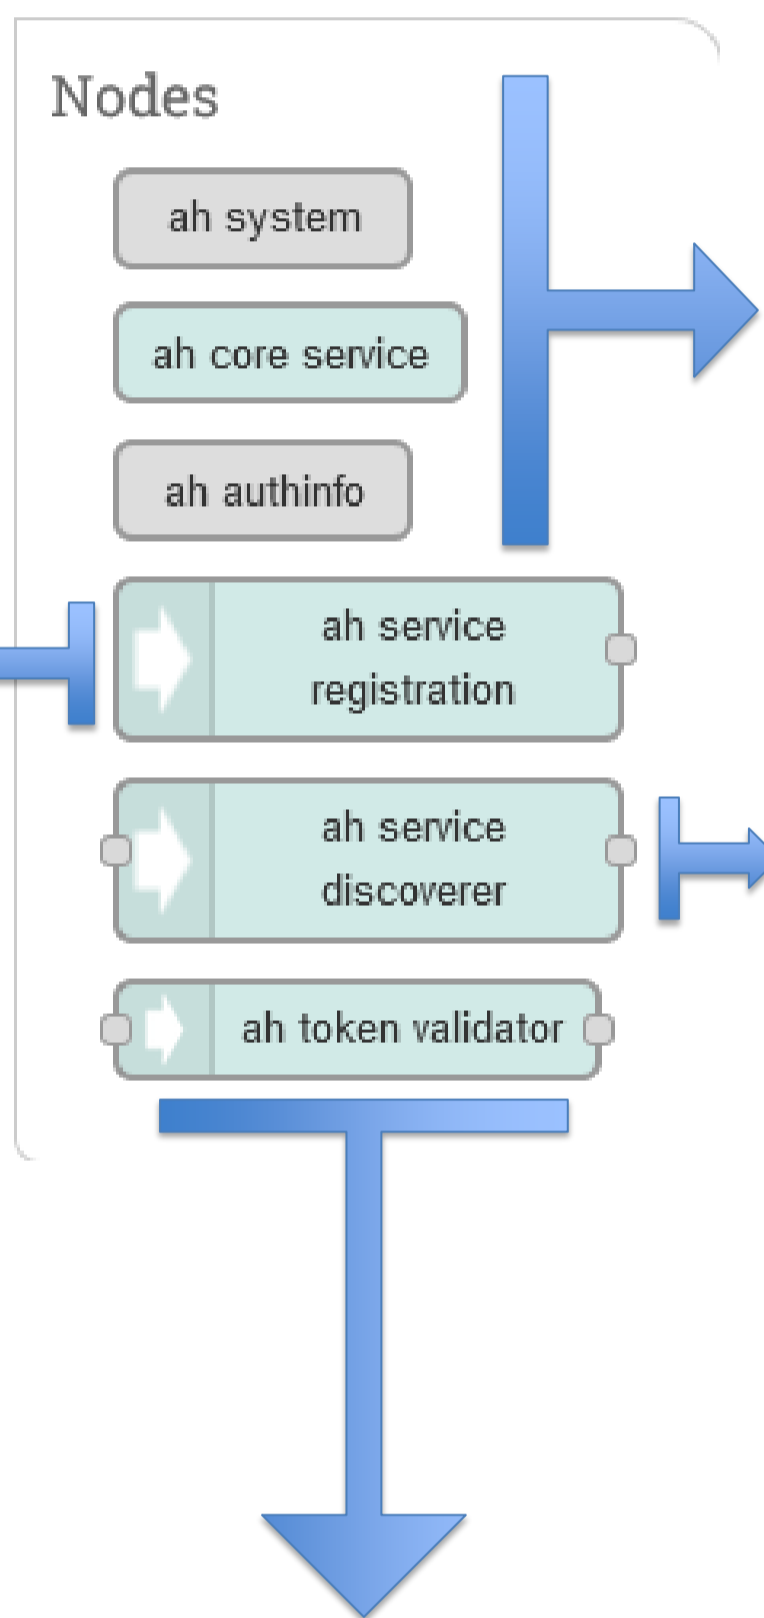 Nodes
ah system
ah core service
ah authinfo
ah service
registration
ah service
discoverer
ah token validator